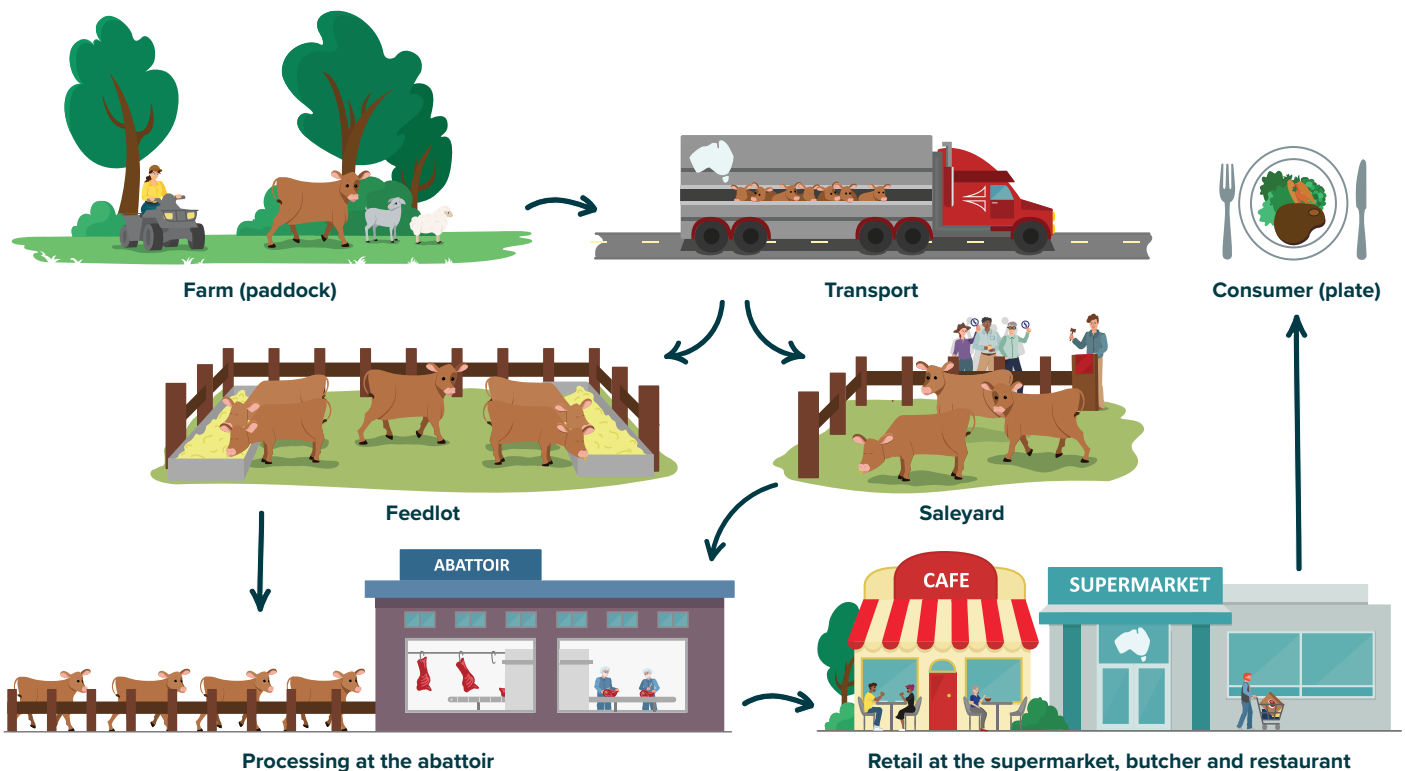 Farm (paddock)
Transport
Consumer (plate)
Feedlot
Saleyard
ABATTOIR
CAFE
SUPERMARKET
Processing at the abattoir
Retail at the supermarket, butcher and restaurant